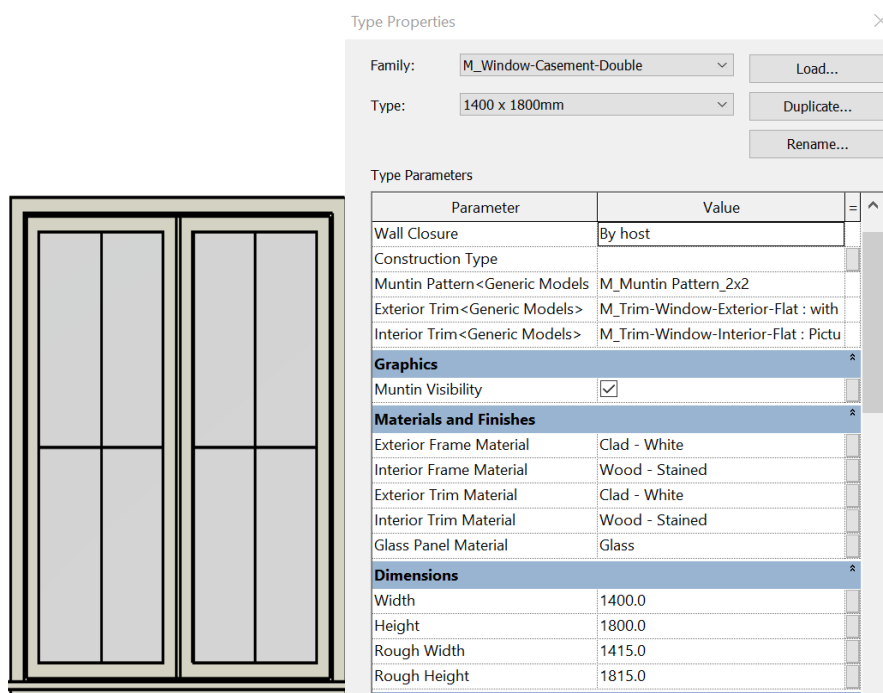 Type Properties
Family: M_Window-Casement-Double Load...
Type: 1400 x 1800mm Duplicate...
Rename...
Type Parameters
Parameter Value =
Wall Closure By host
Construction Type
Muntin Pattern<Generic Models M_Muntin Pattern_2x2
Exterior Trim<Generic Models> M_Trim-Window-Exterior-Flat : with
Interior Trim<Generic Models> M_Trim-Window-Interior-Flat : Pictu
Graphics
Muntin Visibility
Materials and Finishes
Exterior Frame Material Clad - White
Interior Frame Material Wood - Stained
Exterior Trim Material Clad - White
Interior Trim Material Wood - Stained
Glass Panel Material Glass
Dimensions
Width 1400.0
Height 1800.0
Rough Width 1415.0
Rough Height 1815.0